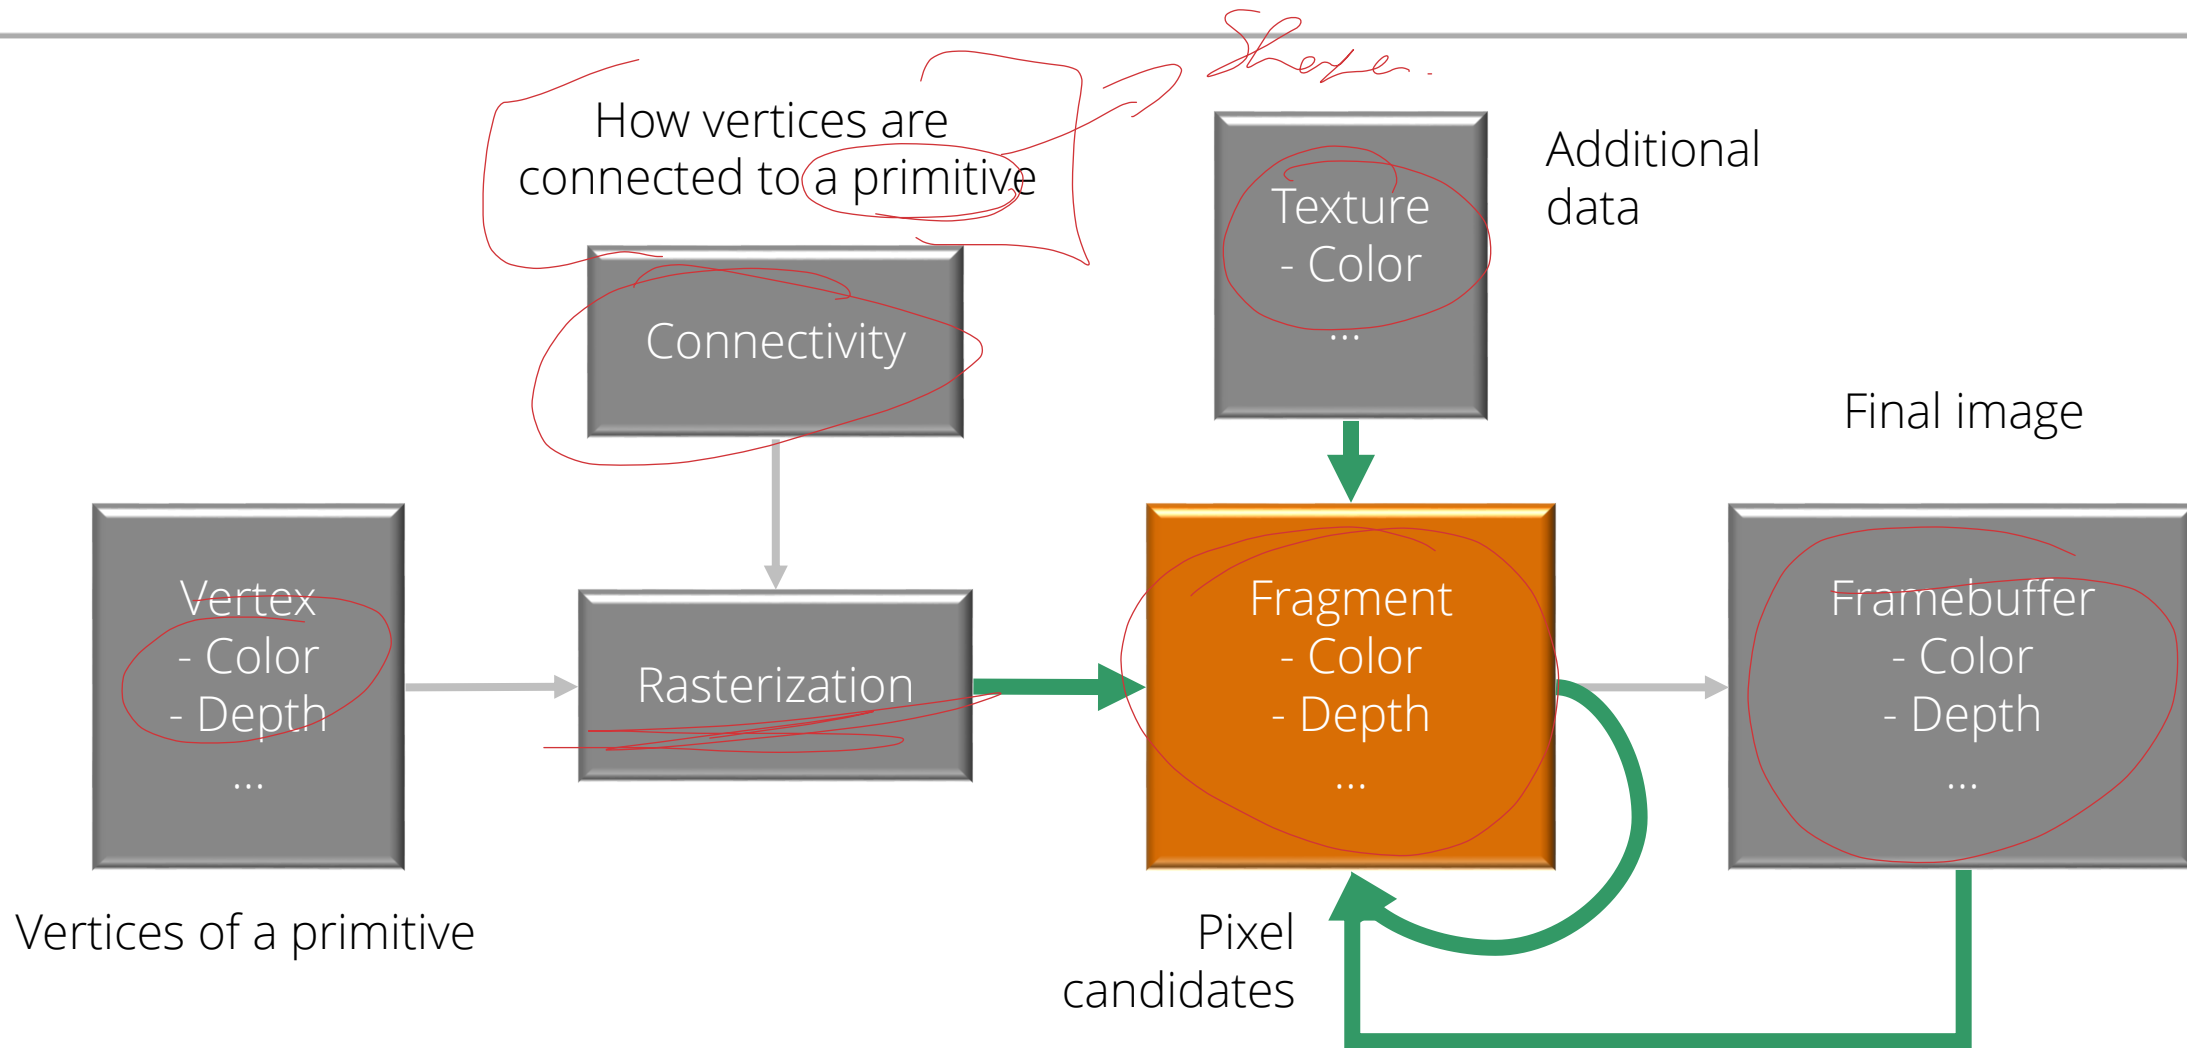 How vertices are
connected to a primitive
Connectivity
Texture
- Color
...
Additional
data
Final image
Vertex
- Color
- Depth
...
Vertices of a primitive
Rasterization
Fragment
- Color
- Depth
...
Pixel
candidates
Framebuffer
- Color
- Depth
...